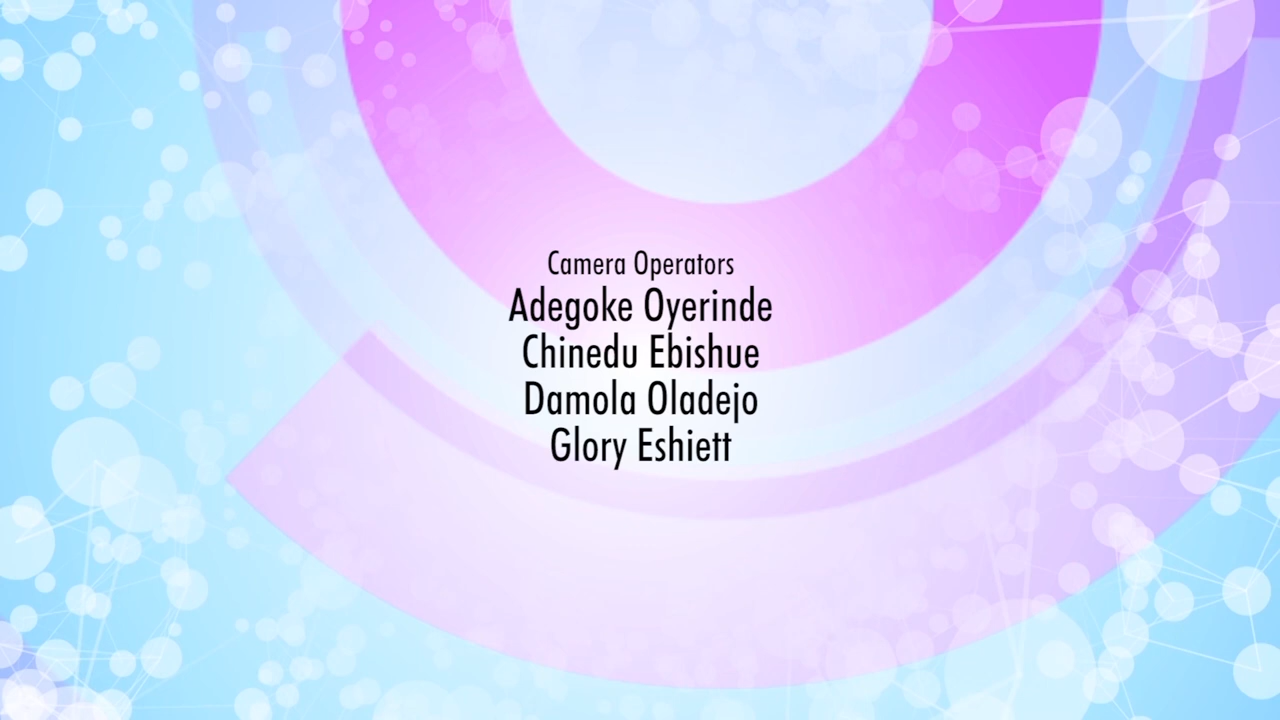 Camera Operators
Adegoke Oyerinde
Chinedu Ebishue
Damola Oladejo
Glory Eshiett